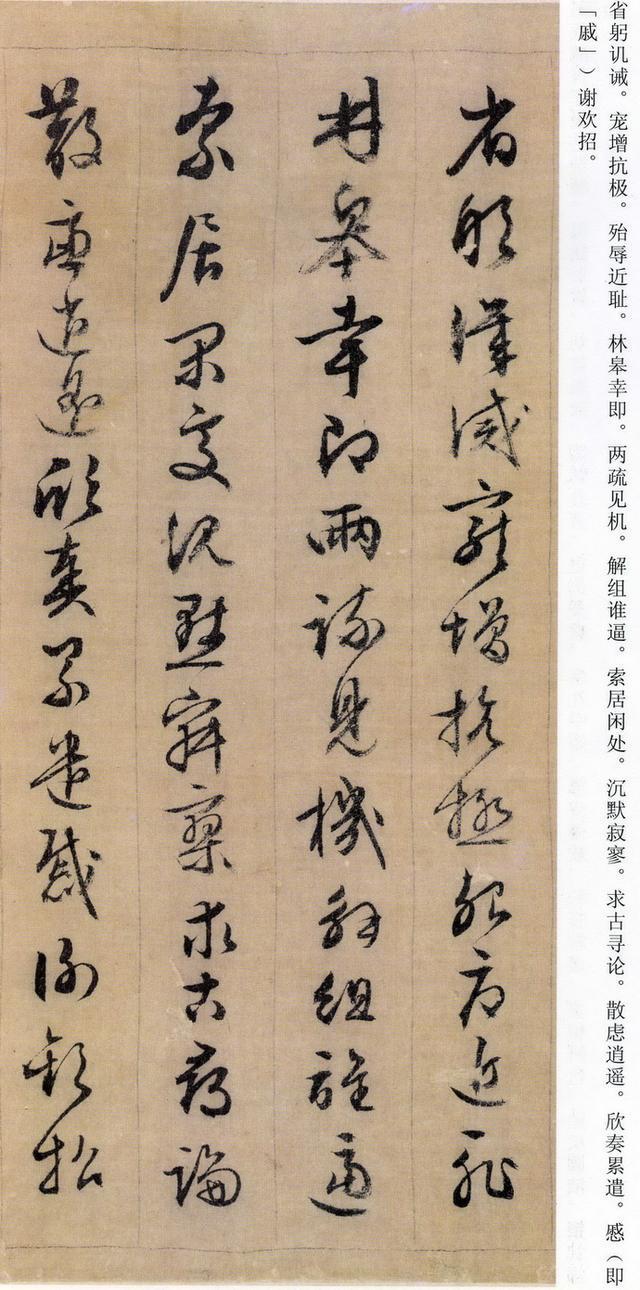 省躬讥诫。宠增抗极。殆辱近耻。林皋幸即。两疏见机。解组谁逼。索居闲处。沉默寂寥。求古寻论。散虑逍遥。欣奏累遣。慼（即
「戚」）谢欢招。
省躬譏誡寵增抗極殆辱近耻
林皋幸即兩疏見機解組誰逼
索居閑處沉默寂寥求古尋論
散慮逍遙欣奏累遣慼謝歡招